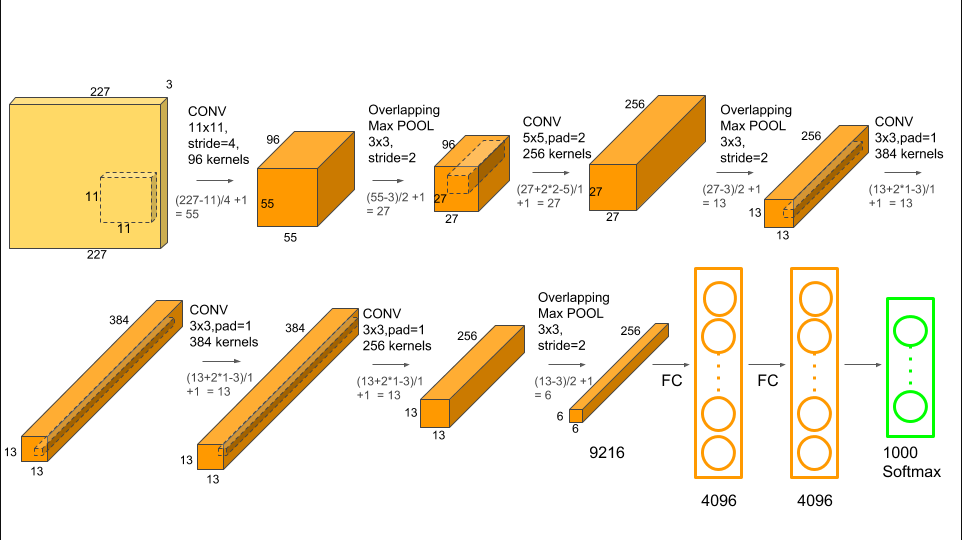 227
3
11
11
227
CONV
11x11,
stride=4,
96 kernels
(227-11)/4 +1
= 55
96
55
55
Overlapping
Max POOL
3x3,
stride=2
(55-3)/2 +1
= 27
96
27
27
CONV
5x5,pad=2
256 kernels
(27+2*2-5)/1
+1 = 27
256
27
27
Overlapping
Max POOL
3x3,
stride=2
(27-3)/2 +1
= 13
256
13
13
CONV
3x3,pad=1
384 kernels
(13+2*1-3)/1
+1 = 13
384
13
13
CONV
3x3,pad=1
384 kernels
(13+2*1-3)/1
+1 = 13
384
13
13
CONV
3x3,pad=1
256 kernels
(13+2*1-3)/1
+1 = 13
256
13
13
Overlapping
Max POOL
3x3,
stride=2
(13-3)/2 +1
= 6
256
6
6
9216
FC
4096
FC
4096
1000
Softmax